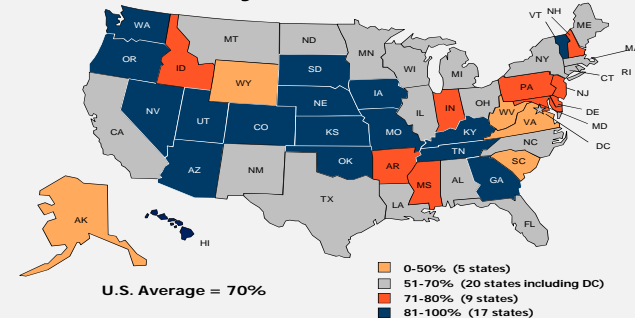 VT NH
WA
ME
MT
ND
OR
MN
ID
NY
WI
SD
MI
WY
CT
RI
IA
PA
NJ
NE
NV
OH
IN
IL
UT
DE
CO
WV
VA
MD
KS
MO
KY
CA
DC
NC
TN
OK
AZ
NM
AR
SC
MS
AL
GA
TX
LA
AK
FL
HI
0-50% (5 states)
51-70% (20 states including DC)
U.S. Average = 70%
71-80% (9 states)
81-100% (17 states)